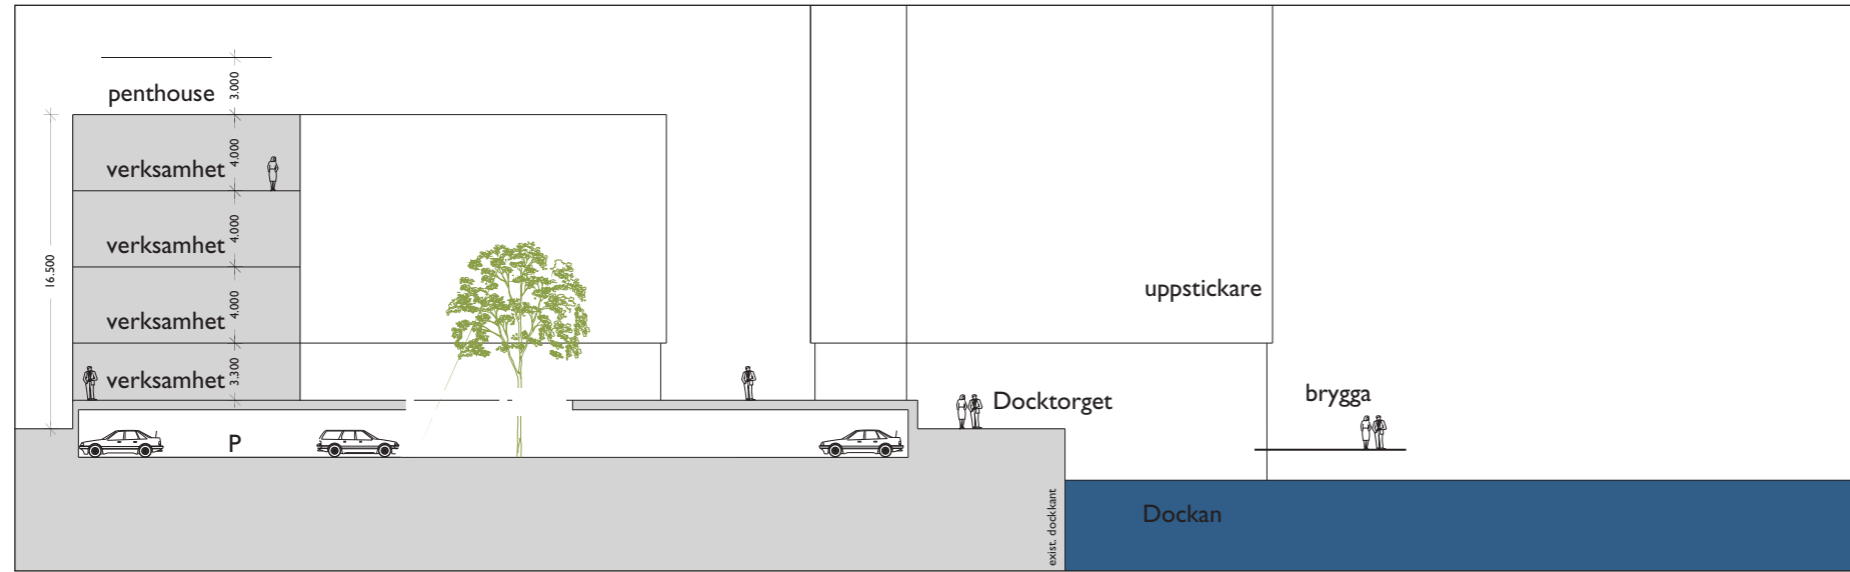 penthouse
3.000
verksamhet
4.000
verksamhet
4.000
verksamhet
4.000
verksamhet
3.300
16.500
P
uppstickare
Docktorget
brygga
exist. dockkant
Dockan